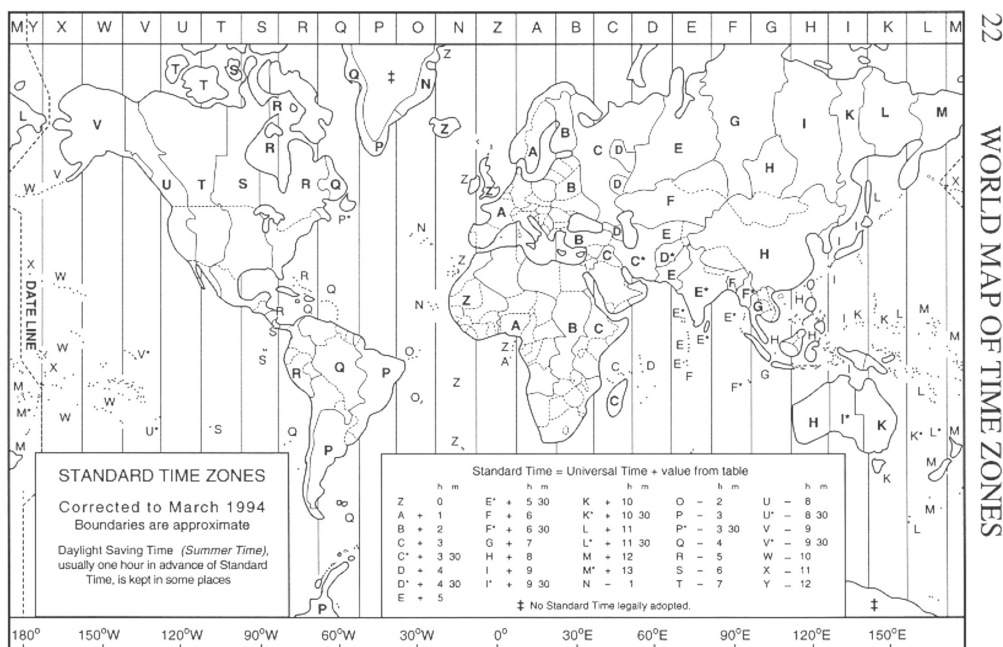 22 WORLD MAP OF TIME ZONES
M Y X W V U T S R Q P O N Z A B C D E F G H I K L M
T S Q ‡ N Z
T
R
L V P Z
R
A B C D E G H I K L M
W V U T S R Q
P*
Z Z A B D F H X
L
N B D E H I I
Z C C* D* E
X W R Q
DATE LINE
R Q N Z A B C E* F F* G H
S E* E* I K K L M
W V* S O Z A H M
X R Q P C D E E* G I
M W W Z F F* L
M* U* S Q P O C H I* K K* L* M
M Z M
K
L
STANDARD TIME ZONES
Corrected to March 1994
Boundaries are approximate
Daylight Saving Time (Summer Time),
usually one hour in advance of Standard
Time, is kept in some places
Q
P
Standard Time = Universal Time + value from table
h m h m h m h m h m
Z 0 E* + 5 30 K + 10 O – 2 U – 8
A + 1 F + 6 K* + 10 30 P – 3 U* – 8 30
B + 2 F* + 6 30 L + 11 P* – 3 30 V – 9
C + 3 G + 7 L* + 11 30 Q – 4 V* – 9 30
C* + 3 30 H + 8 M + 12 R – 5 W – 10
D + 4 I + 9 M* + 13 S – 6 X – 11
D* + 4 30 I* + 9 30 N – 1 T – 7 Y – 12
E + 5
‡ No Standard Time legally adopted.
‡
180° 150°W 120°W 90°W 60°W 30°W 0° 30°E 60°E 90°E 120°E 150°E